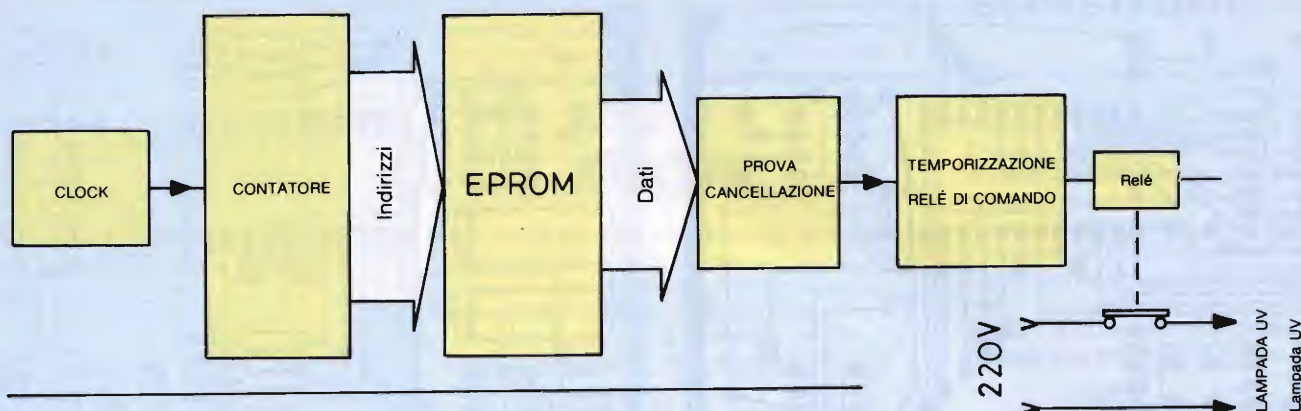 CLOCK
CONTATORE
Indirizzi
EPROM
Dati
PROVA
CANCELLAZIONE
TEMPORIZZAZIONE
RELÉ DI COMANDO
Relé
220V
LAMPADA UV
Lampada UV